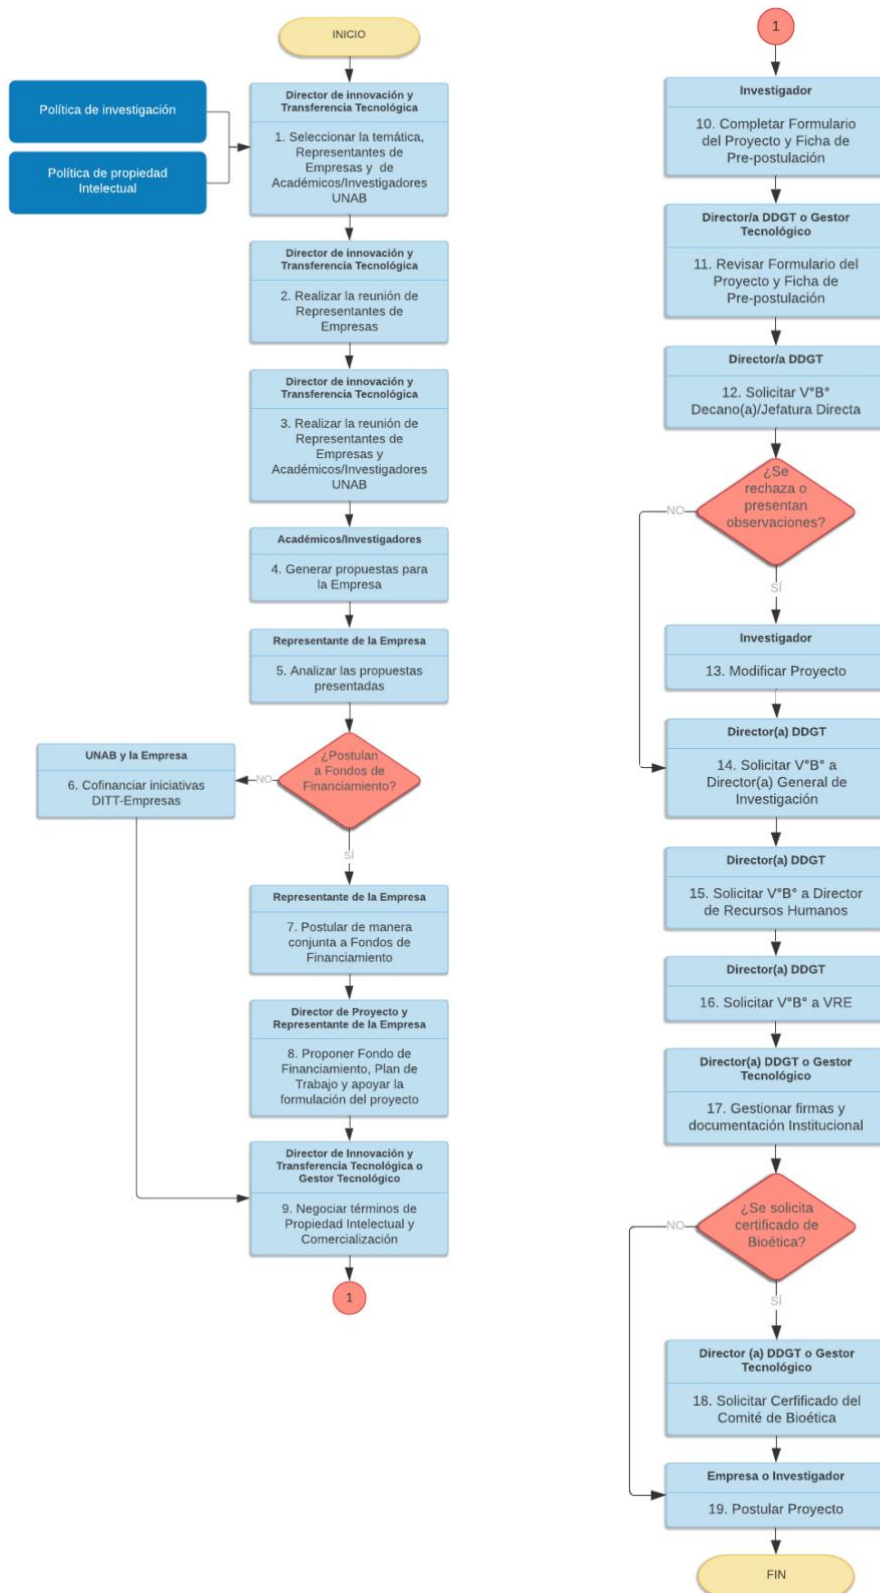 INICIO
Política de investigación
Política de propiedad
Intelectual
Director de innovación y
Transferencia Tecnológica
1. Seleccionar la temática,
Representantes de
Empresas y de
Académicos/Investigadores
UNAB
Director de innovación y
Transferencia Tecnológica
2. Realizar la reunión de
Representantes de
Empresas
Director de innovación y
Transferencia Tecnológica
3. Realizar la reunión de
Representantes de
Empresas y
Académicos/Investigadores
UNAB
Académicos/Investigadores
4. Generar propuestas para
la Empresa
Representante de la Empresa
5. Analizar las propuestas
presentadas
¿Postulan
a Fondos de
Financiamiento?
NO
UNAB y la Empresa
6. Cofinanciar iniciativas
DITT-Empresas
SÍ
Representante de la Empresa
7. Postular de manera
conjunta a Fondos de
Financiamiento
Director de Proyecto y
Representante de la Empresa
8. Proponer Fondo de
Financiamiento, Plan de
Trabajo y apoyar la
formulación del proyecto
Director de Innovación y
Transferencia Tecnológica o
Gestor Tecnológico
9. Negociar términos de
Propiedad Intelectual y
Comercialización
1
1
Investigador
10. Completar Formulario
del Proyecto y Ficha de
Pre-postulación
Director/a DDGT o Gestor
Tecnológico
11. Revisar Formulario del
Proyecto y Ficha de
Pre-postulación
Director/a DDGT
12. Solicitar V°B°
Decano(a)/Jefatura Directa
¿Se
rechaza o
presentan
observaciones?
NO
SÍ
Investigador
13. Modificar Proyecto
Director(a) DDGT
14. Solicitar V°B° a
Director(a) General de
Investigación
Director(a) DDGT
15. Solicitar V°B° a Director
de Recursos Humanos
Director(a) DDGT
16. Solicitar V°B° a VRE
Director(a) DDGT o Gestor
Tecnológico
17. Gestionar firmas y
documentación Institucional
¿Se solicita
certificado de
Bioética?
NO
SÍ
Director (a) DDGT o Gestor
Tecnológico
18. Solicitar Cerfificado del
Comité de Bioética
Empresa o Investigador
19. Postular Proyecto
FIN